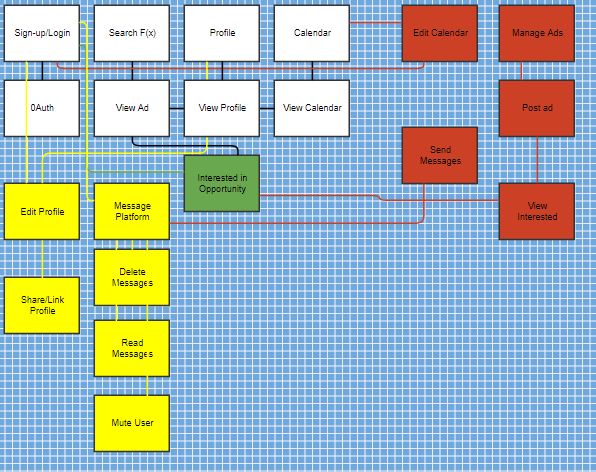 Sign-up/Login
Search F(x)
Profile
Calendar
Edit Calendar
Manage Ads
0Auth
View Ad
View Profile
View Calendar
Post ad
Send
Messages
Interested in
Opportunity
Edit Profile
Message
Platform
View
Interested
Delete
Messages
Share/Link
Profile
Read
Messages
Mute User